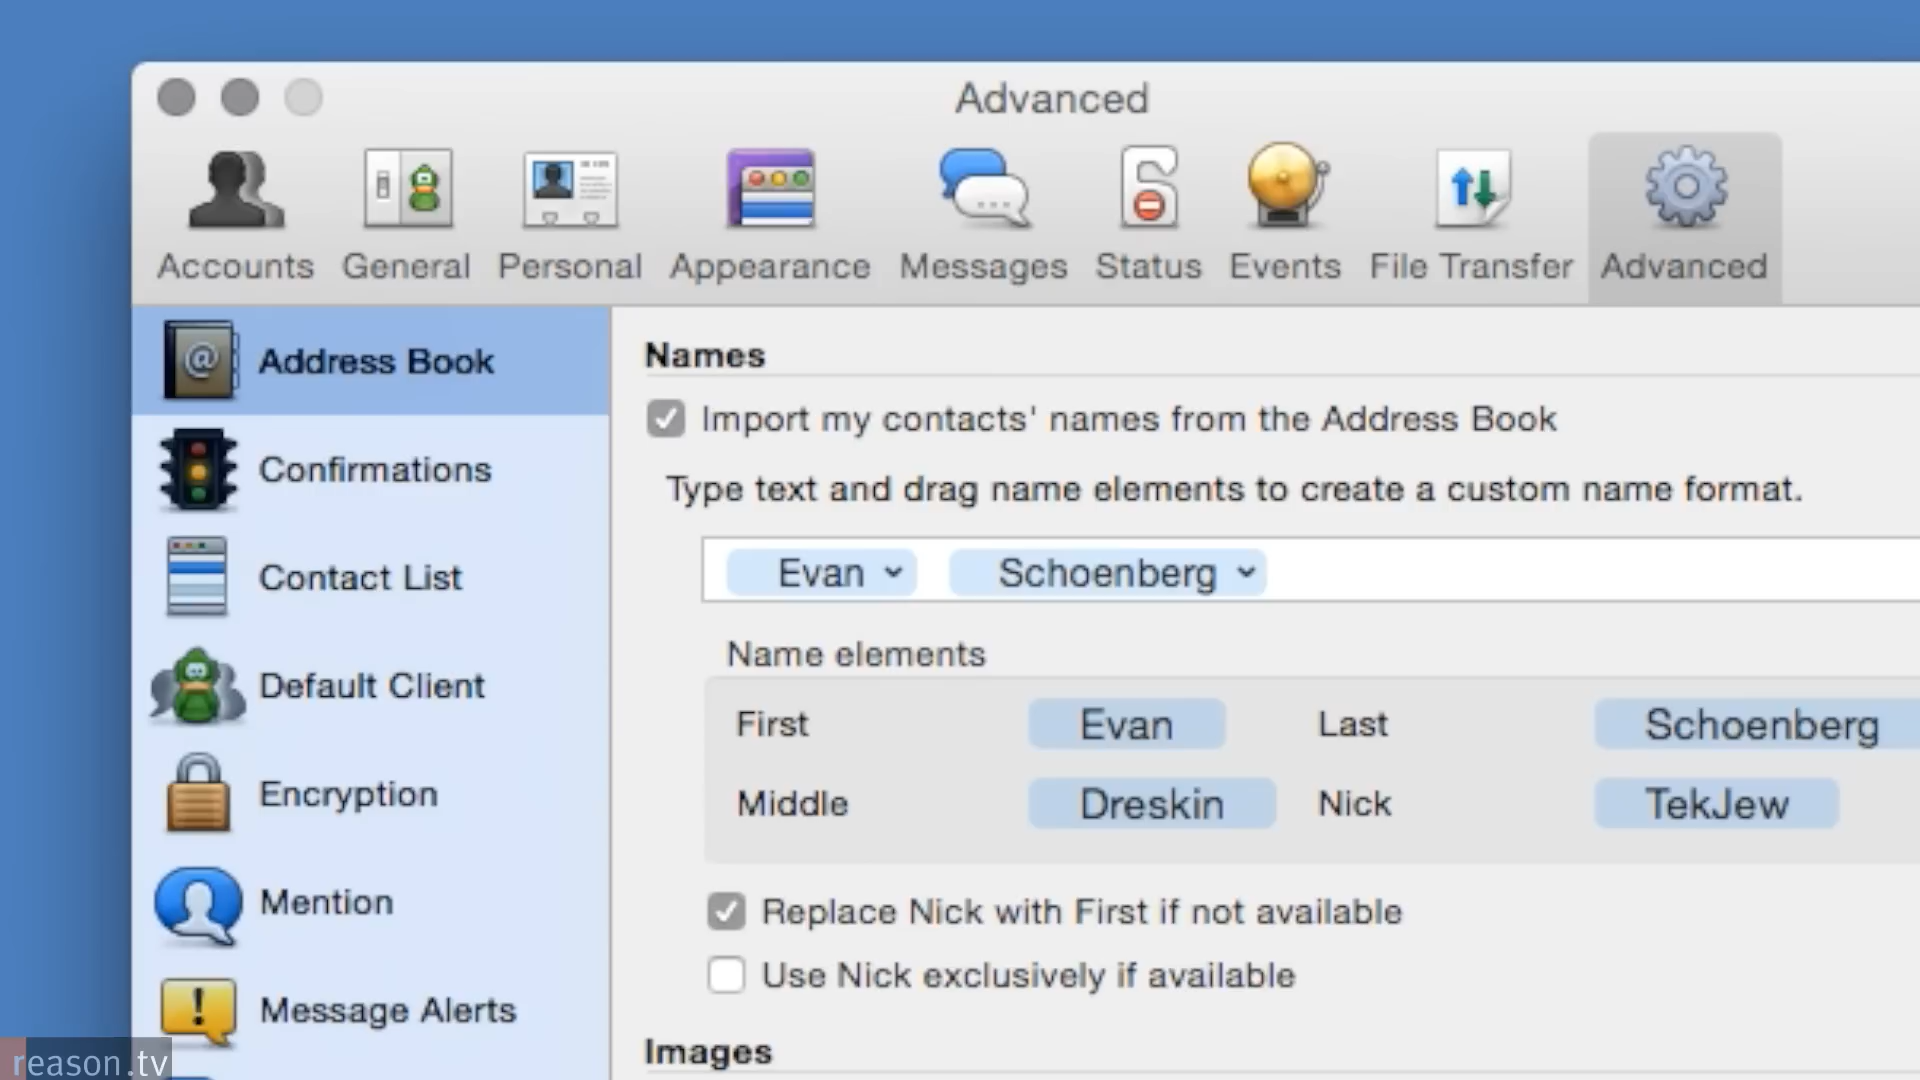 Advanced
Accounts General Personal Appearance Messages Status Events File Transfer Advanced
Address Book
Confirmations
Contact List
Default Client
Encryption
Mention
Message Alerts
Names
Import my contacts' names from the Address Book
Type text and drag name elements to create a custom name format.
Evan Schoenberg
Name elements
First Evan Last Schoenberg
Middle Dreskin Nick TekJew
Replace Nick with First if not available
Use Nick exclusively if available
Images
reason.tv